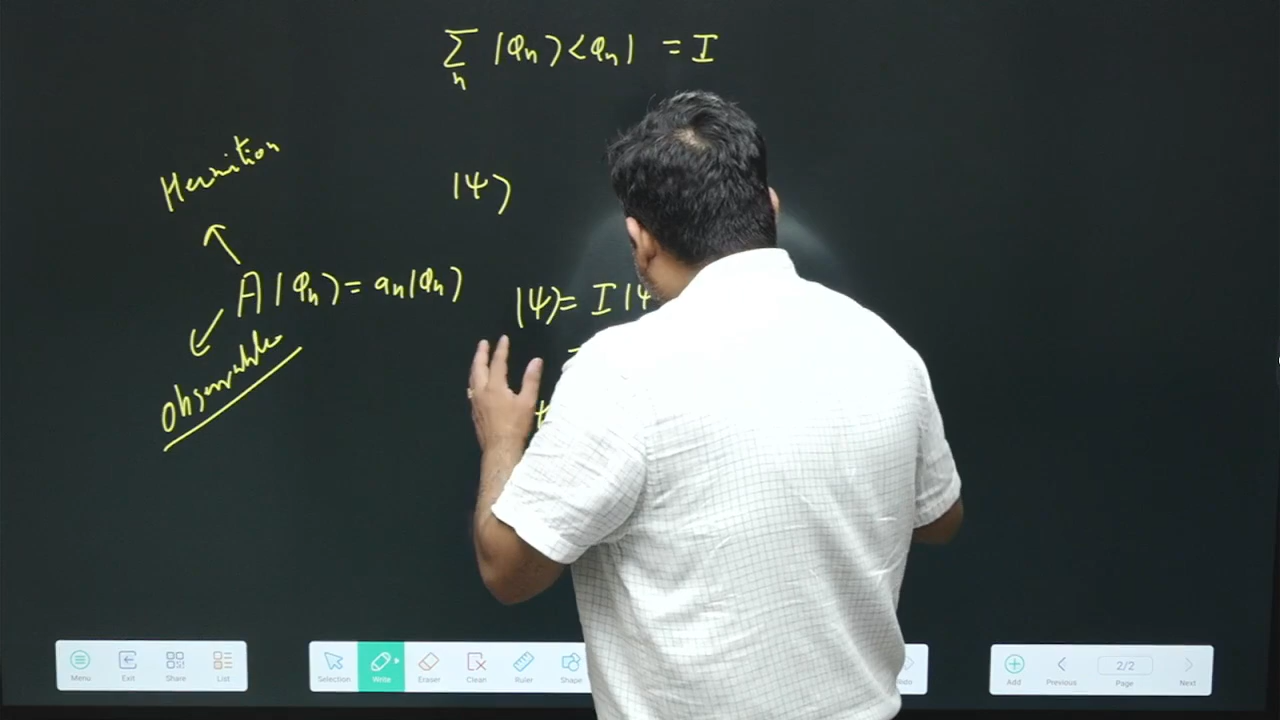 ∑ₙ |φₙ⟩⟨φₙ| = I
Hermition
|ψ⟩
A|φₙ⟩ = aₙ|φₙ⟩
|ψ⟩ = I|ψ
=
Observable
Menu Exit Share List Selection Write Eraser Clean Ruler Shape Add Previous 2/2 Page Next